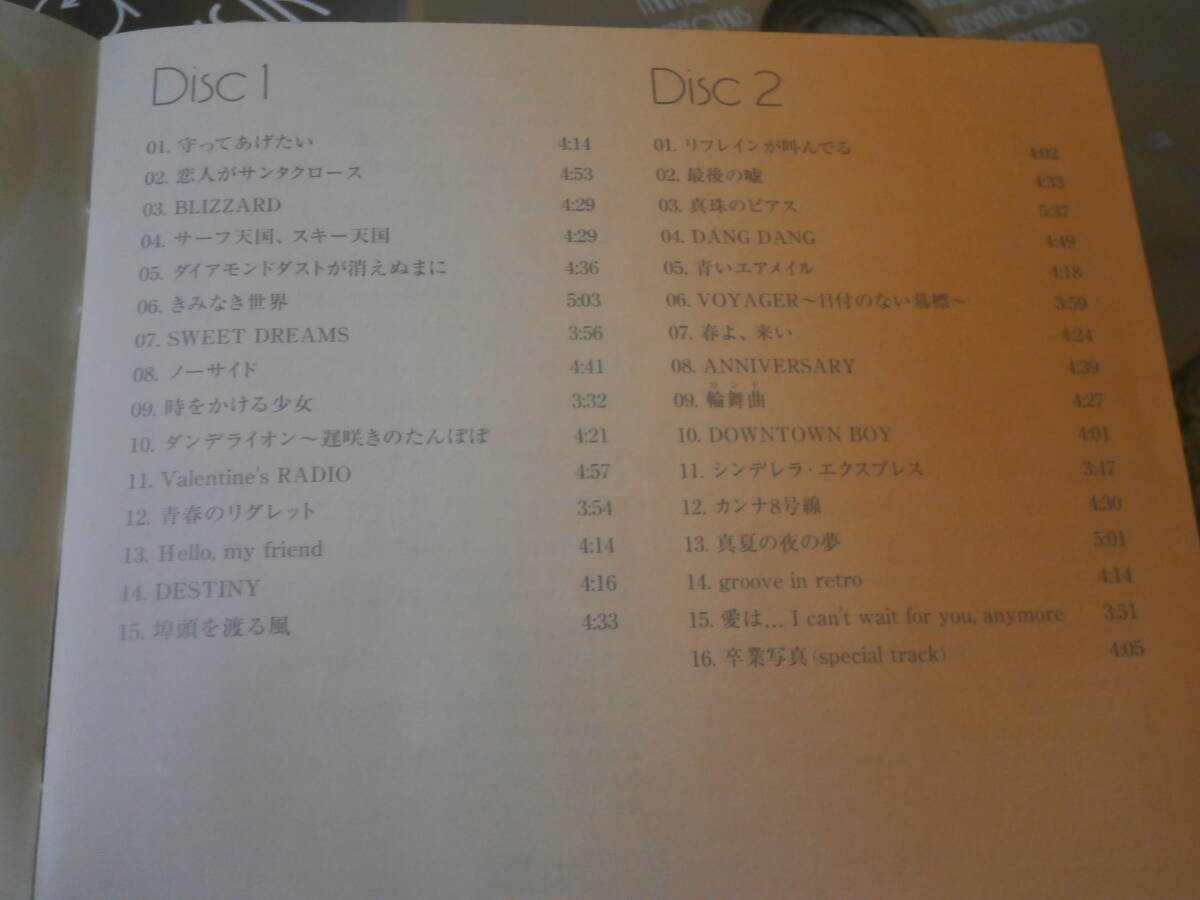 Disc 1
01. 守ってあげたい 4:14
02. 恋人がサンタクロース 4:53
03. BLIZZARD 4:29
04. サーフ天国、スキー天国 4:29
05. ダイアモンドダストが消えぬまに 4:36
06. きみなき世界 5:03
07. SWEET DREAMS 3:56
08. ノーサイド 4:41
09. 時をかける少女 3:32
10. ダンデライオン〜遅咲きのたんぽぽ 4:21
11. Valentine's RADIO 4:57
12. 青春のリグレット 3:54
13. Hello, my friend 4:14
14. DESTINY 4:16
15. 埠頭を渡る風 4:33
Disc 2
01. リフレインが叫んでる 4:02
02. 最後の嘘 4:33
03. 真珠のピアス 5:37
04. DANG DANG 4:49
05. 青いエアメイル 4:18
06. VOYAGER〜日付のない墓標〜 3:59
07. 春よ、来い 4:24
08. ANNIVERSARY 4:39
ロンド
09. 輪舞曲 4:27
10. DOWNTOWN BOY 4:01
11. シンデレラ・エクスプレス 3:47
12. カンナ8号線 4:30
13. 真夏の夜の夢 5:01
14. groove in retro 4:14
15. 愛は... I can't wait for you, anymore 3:51
16. 卒業写真 (special track) 4:05